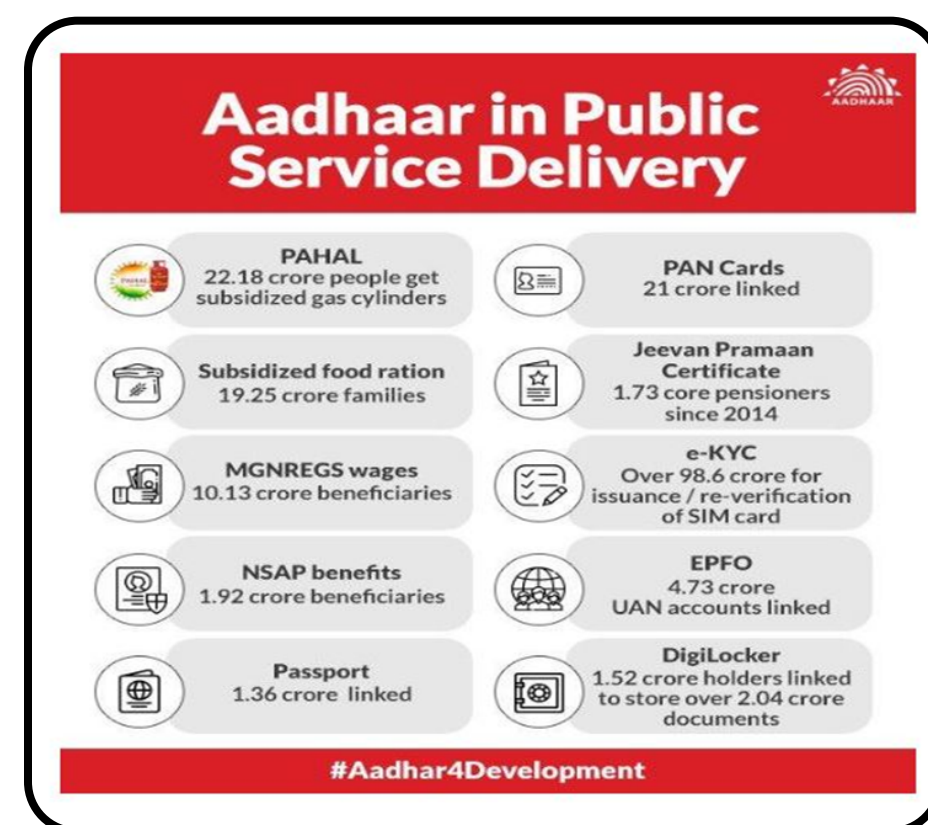 AADHAAR
Aadhaar in Public
Service Delivery
PAHAL
22.18 crore people get
subsidized gas cylinders
Subsidized food ration
19.25 crore families
MGNREGS wages
10.13 crore beneficiaries
NSAP benefits
1.92 crore beneficiaries
Passport
1.36 crore linked
PAN Cards
21 crore linked
Jeevan Pramaan
Certificate
1.73 core pensioners
since 2014
e-KYC
Over 98.6 crore for
issuance / re-verification
of SIM card
EPFO
4.73 crore
UAN accounts linked
DigiLocker
1.52 crore holders linked
to store over 2.04 crore
documents
#Aadhar4Development